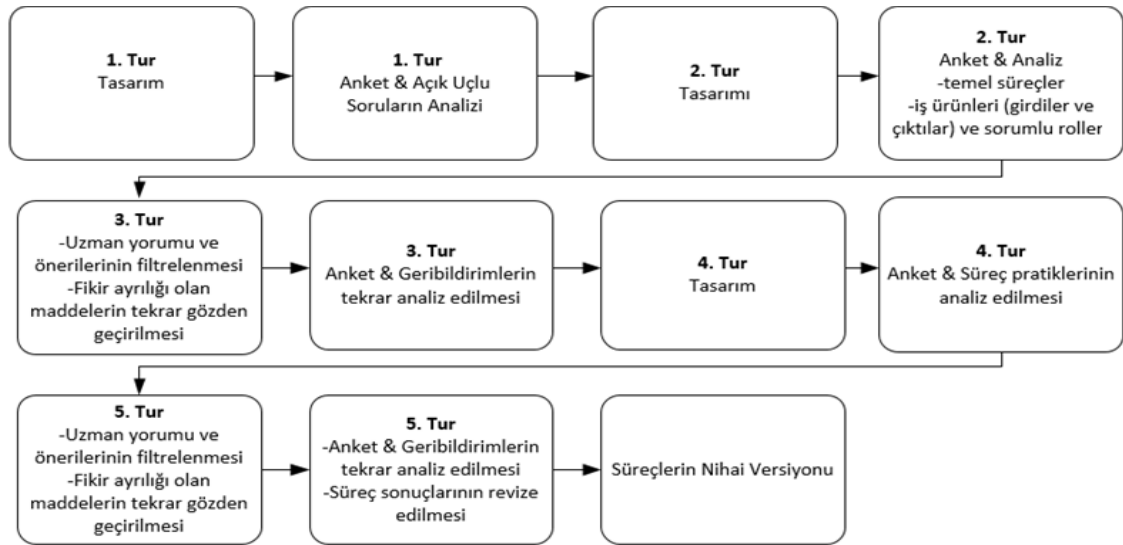 1. Tur
Tasarım
1. Tur
Anket & Açık Uçlu
Soruların Analizi
2. Tur
Tasarımı
2. Tur
Anket & Analiz
-temel süreçler
-iş ürünleri (girdiler ve
çıktılar) ve sorumlu roller
3. Tur
-Uzman yorumu ve
önerilerinin filtrelenmesi
-Fikir ayrılığı olan
maddelerin tekrar gözden
geçirilmesi
3. Tur
Anket & Geribildirimlerin
tekrar analiz edilmesi
4. Tur
Tasarım
4. Tur
Anket & Süreç pratiklerinin
analiz edilmesi
5. Tur
-Uzman yorumu ve
önerilerinin filtrelenmesi
-Fikir ayrılığı olan
maddelerin tekrar gözden
geçirilmesi
5. Tur
-Anket & Geribildirimlerin
tekrar analiz edilmesi
-Süreç sonuçlarının revize
edilmesi
Süreçlerin Nihai Versiyonu